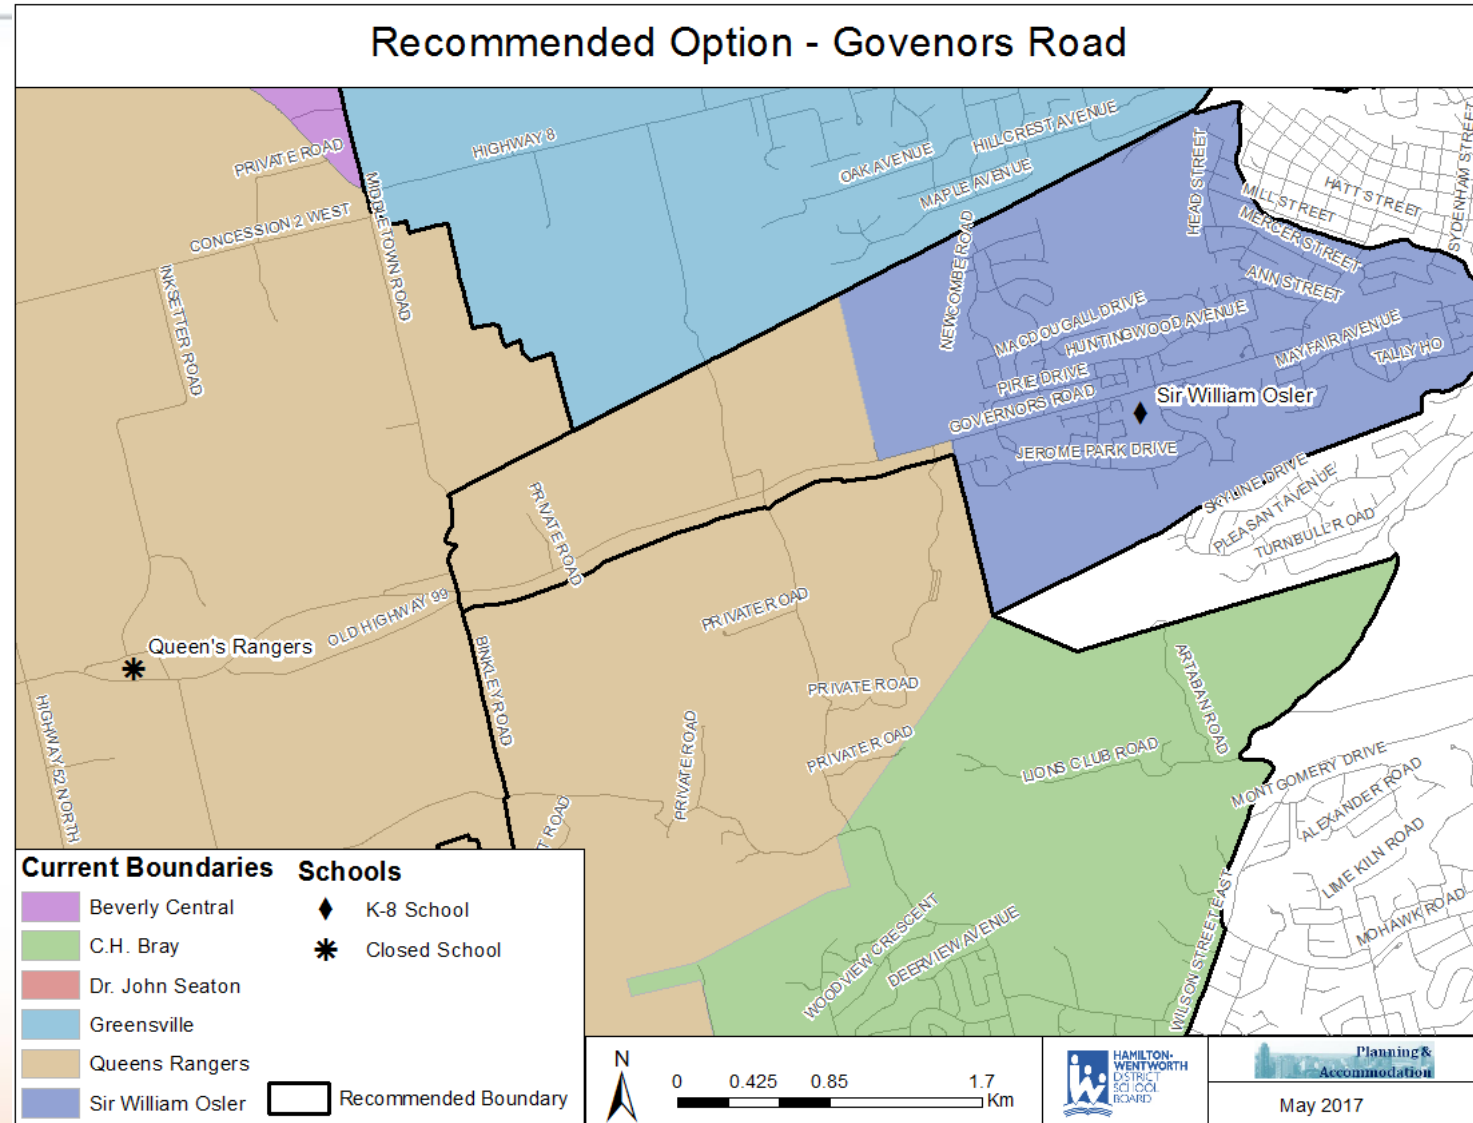 Recommended Option - Govenors Road
PRIVATE ROAD
HIGHWAY 8
OAK AVENUE
HILLCREST AVENUE
MAPLE AVENUE
HEAD STREET
HATT STREET
MILL STREET
SYDENHAM STREET
MERCER STREET
CONCESSION 2 WEST
MIDDLETOWN ROAD
INKSETTER ROAD
NEWCOMBE ROAD
ANN STREET
MACDOUGALL DRIVE
HUNTINGWOOD AVENUE
MAYFAIR AVENUE
TALLY HO
PIRIE DRIVE
GOVERNORS ROAD
Sir William Osler
JEROME PARK DRIVE
SKYLINE DRIVE
PLEASANT AVENUE
TURNBULL ROAD
PRIVATE ROAD
OLD HIGHWAY 99
PRIVATE ROAD
Queen's Rangers
BINKLEY ROAD
PRIVATE ROAD
ARTABAN ROAD
HIGHWAY 52 NORTH
PRIVATE ROAD
PRIVATE ROAD
LIONS CLUB ROAD
MONTGOMERY DRIVE
ALEXANDER ROAD
LIME KILN ROAD
MOHAWK ROAD
T ROAD
WOODVIEW CRESCENT
DEERVIEW AVENUE
WILSON STREET EAST
Current Boundaries
Beverly Central
C.H. Bray
Dr. John Seaton
Greensville
Queens Rangers
Sir William Osler
Schools
K-8 School
Closed School
Recommended Boundary
N
0 0.425 0.85 1.7
Km
HAMILTON-
WENTWORTH
DISTRICT
SCHOOL
BOARD
Planning &
Accommodation
May 2017